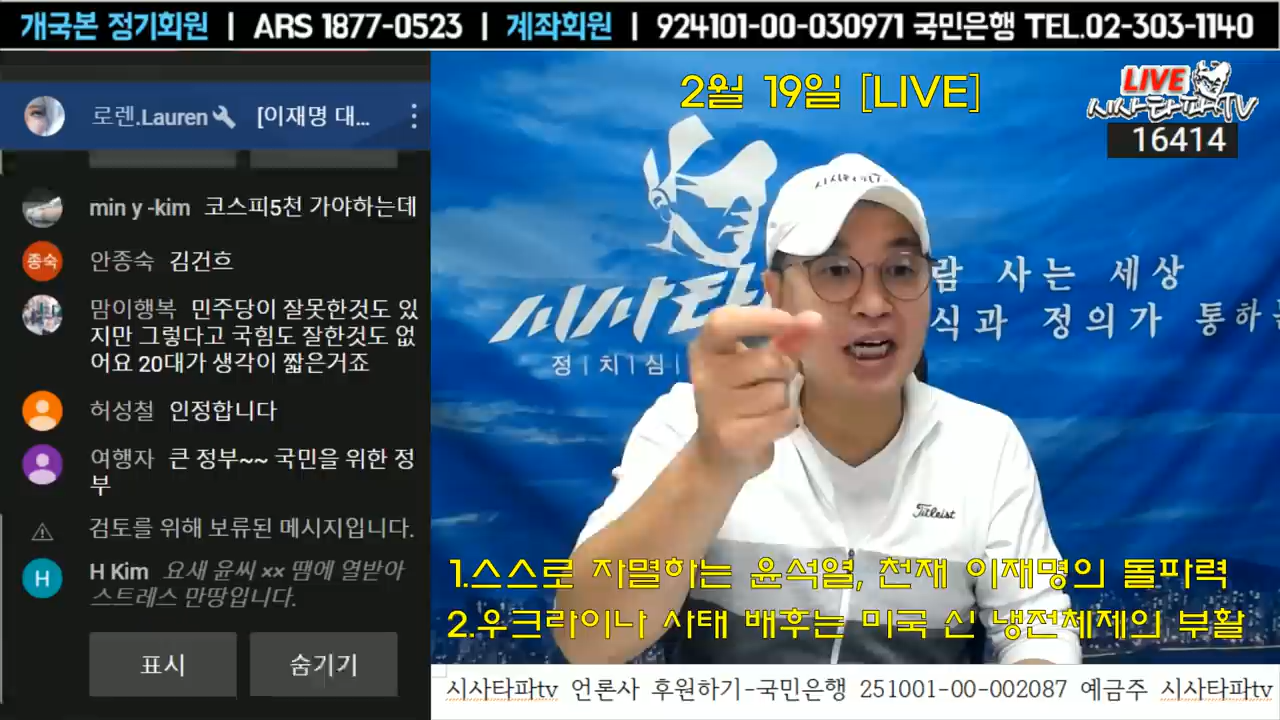 개국본 정기회원 | ARS 1877-0523 | 계좌회원 | 924101-00-030971 국민은행 TEL.02-303-1140
로렌.Lauren [이재명 대...
min y -kim 코스피5천 가야하는데
종숙 안종숙 김건흐
맘이행복 민주당이 잘못한것도 있
지만 그렇다고 국힘도 잘한것도 없
어요 20대가 생각이 짧은거죠
허성철 인정합니다
여행자 큰 정부~~ 국민을 위한 정
부
검토를 위해 보류된 메시지입니다.
H H Kim 요새 윤씨 xx 땜에 열받아
스트레스 만땅입니다.
표시 숨기기
2월 19일 [LIVE]
LIVE
시사타파TV
16414
시사타
정|치|심|
람 사는 세상
식과 정의가 통하는
Titleist
1.스스로 자멸하는 윤석열, 천재 이재명의 돌파력
2.우크라이나 사태 배후는 미국 신 냉전체제의 부활
시사타파tv 언론사 후원하기-국민은행 251001-00-002087 예금주 시사타파tv